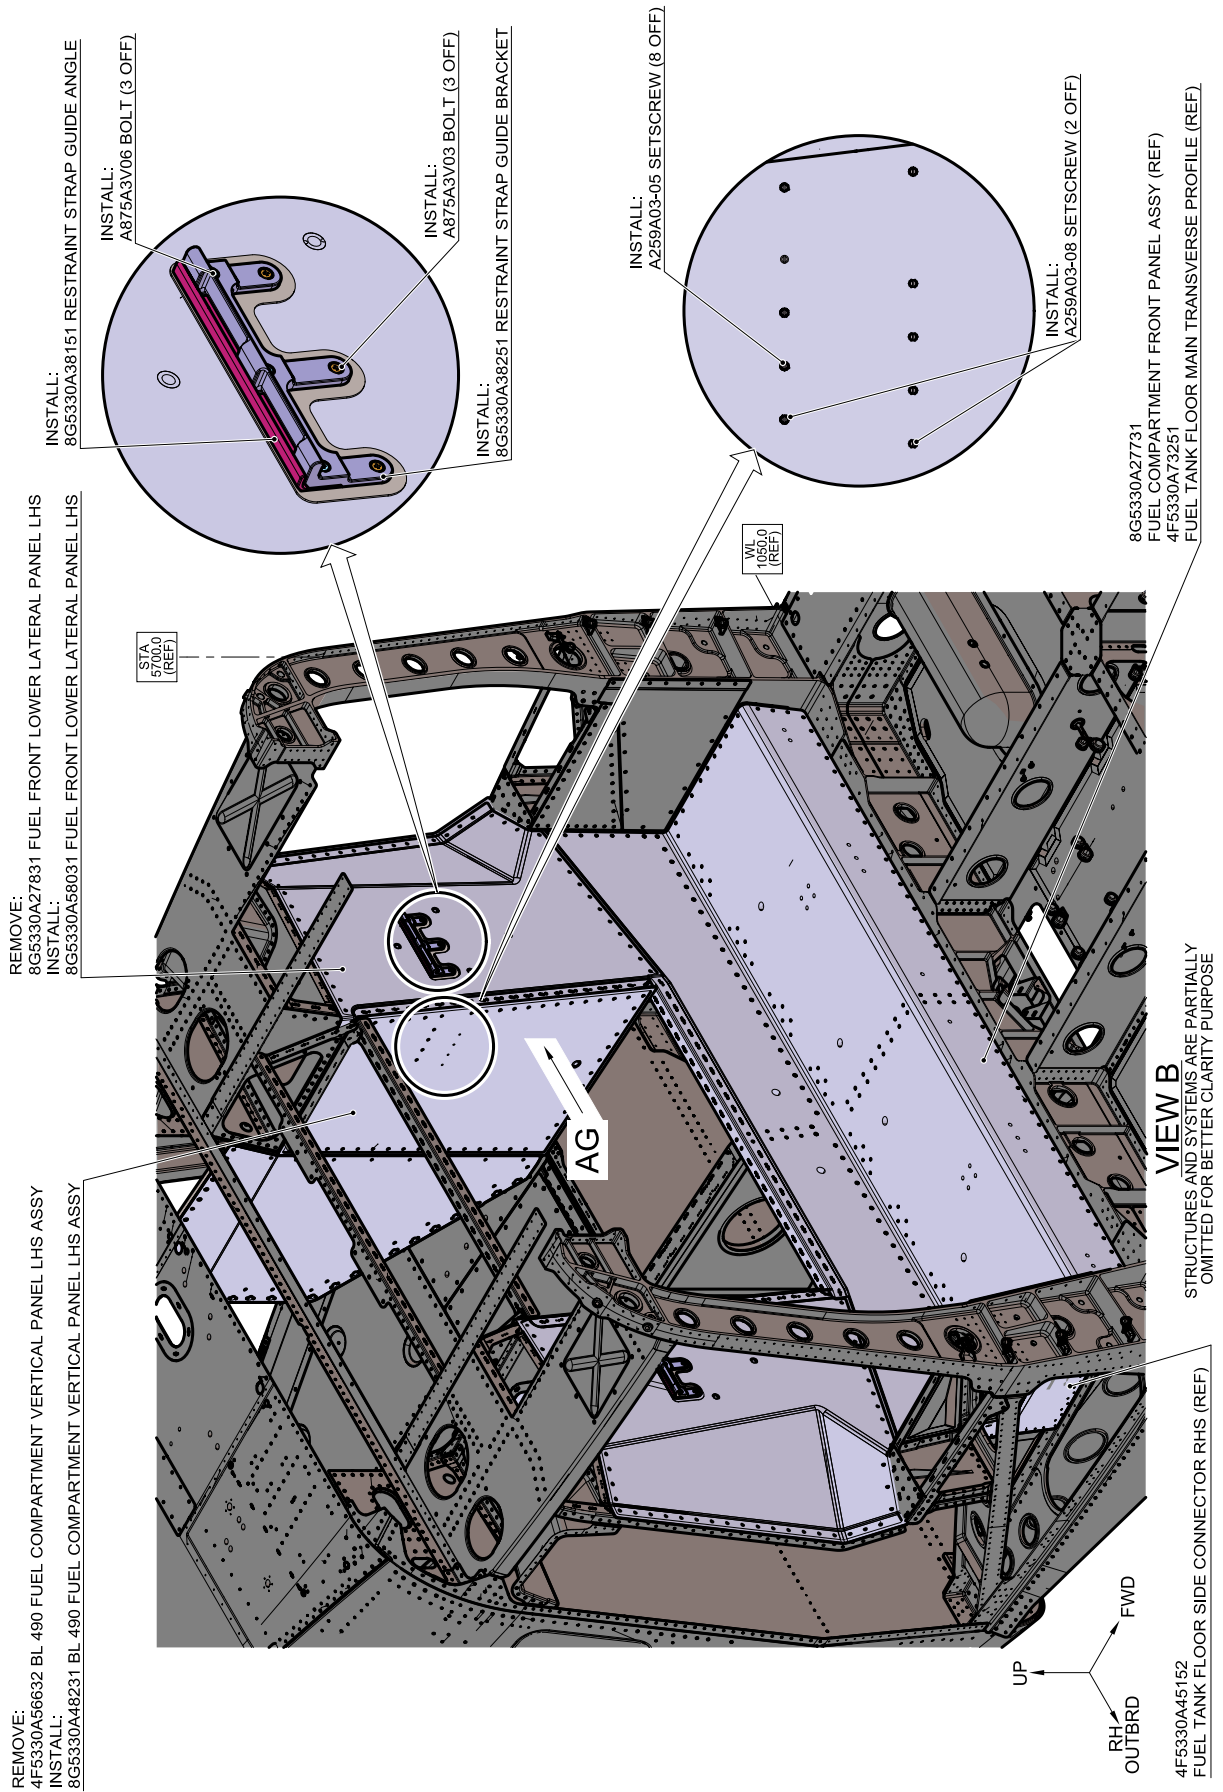 REMOVE:
4F5330A56632 BL 490 FUEL COMPARTMENT VERTICAL PANEL LHS ASSY
INSTALL:
8G5330A48231 BL 490 FUEL COMPARTMENT VERTICAL PANEL LHS ASSY
REMOVE:
8G5330A27831 FUEL FRONT LOWER LATERAL PANEL LHS
INSTALL:
8G5330A58031 FUEL FRONT LOWER LATERAL PANEL LHS
INSTALL:
8G5330A38151 RESTRAINT STRAP GUIDE ANGLE
INSTALL:
A875A3V06 BOLT (3 OFF)
INSTALL:
A875A3V03 BOLT (3 OFF)
INSTALL:
8G5330A38251 RESTRAINT STRAP GUIDE BRACKET
STA
5700.0
(REF)
INSTALL:
A259A03-05 SETSCREW (8 OFF)
INSTALL:
A259A03-08 SETSCREW (2 OFF)
WL
1050.0
(REF)
AG
8G5330A27731
FUEL COMPARTMENT FRONT PANEL ASSY (REF)
4F5330A73251
FUEL TANK FLOOR MAIN TRANSVERSE PROFILE (REF)
UP
FWD
RH
OUTBRD
4F5330A45152
FUEL TANK FLOOR SIDE CONNECTOR RHS (REF)
VIEW B
STRUCTURES AND SYSTEMS ARE PARTIALLY
OMITTED FOR BETTER CLARITY PURPOSE